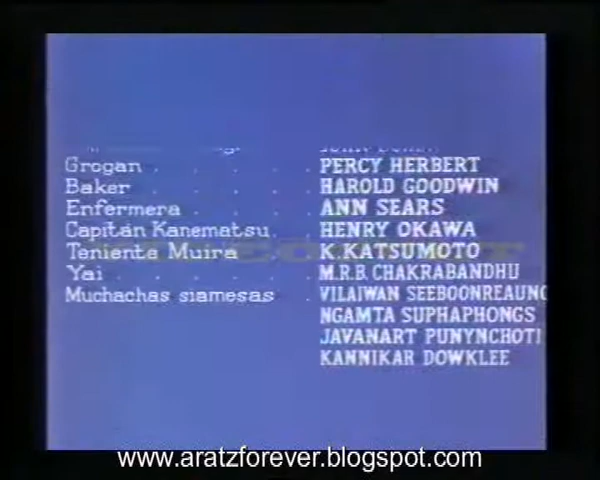 Grogan . . . . . PERCY HERBERT
Baker . . . . . HAROLD GOODWIN
Enfermera . . . . ANN SEARS
Capitán Kanematsu . . HENRY OKAWA
Tenienta Muira . . . K. KATSUMOTO
Yai . . . . . . M.R.B. CHAKRABANDHU
Muchachas siamesas . VILAIWAN SEEBOONREAUNG
NGAMTA SUPHAPHONGS
JAVANART PUNYNCHOTI
KANNIKAR DOWKLEE
www.aratzforever.blogspot.com